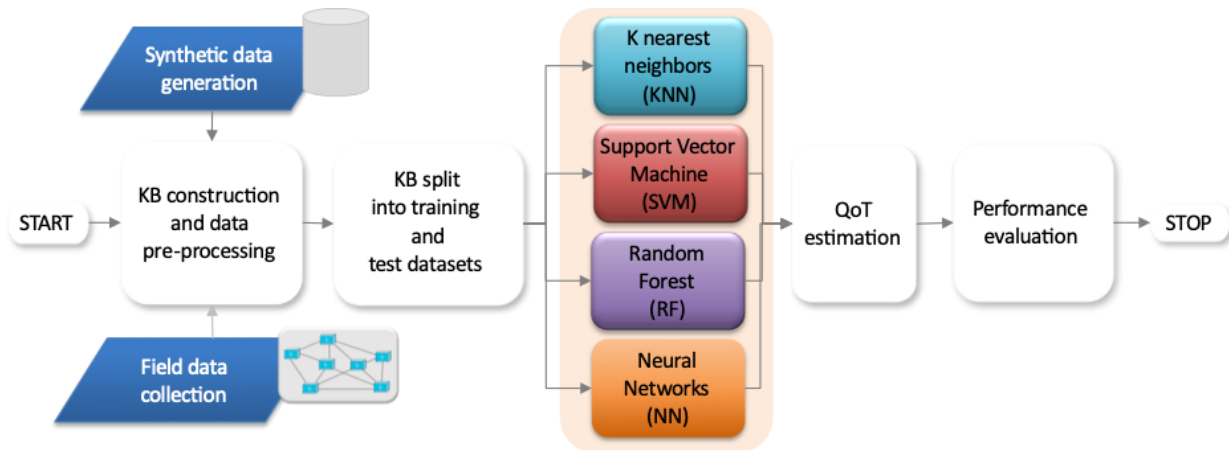 Synthetic data
generation
START
KB construction
and data
pre-processing
Field data
collection
KB split
into training
and
test datasets
K nearest
neighbors
(KNN)
Support Vector
Machine
(SVM)
Random
Forest
(RF)
Neural
Networks
(NN)
QoT
estimation
Performance
evaluation
STOP